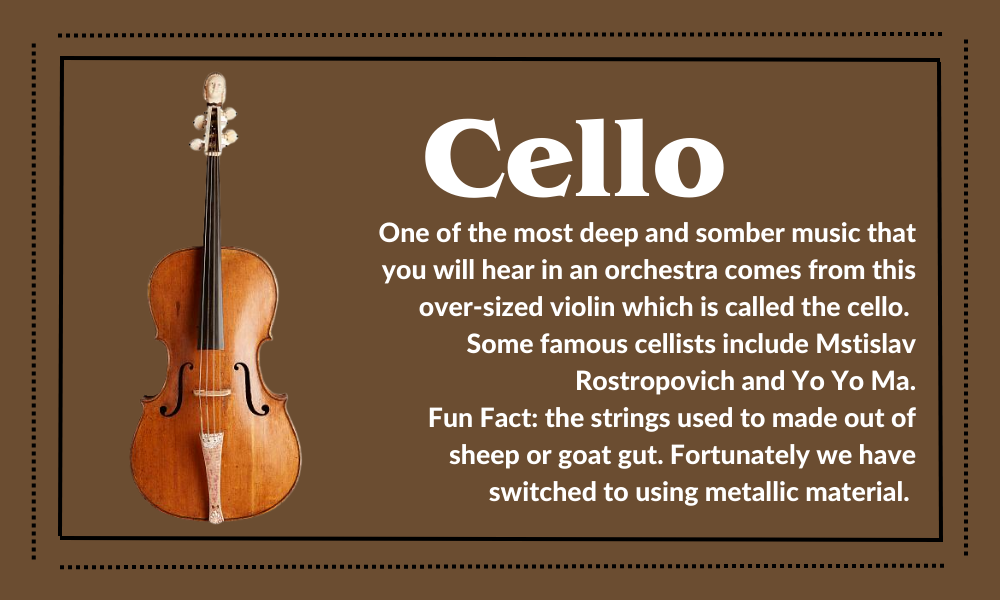 Cello
One of the most deep and somber music that
you will hear in an orchestra comes from this
over-sized violin which is called the cello.
Some famous cellists include Mstislav
Rostropovich and Yo Yo Ma.
Fun Fact: the strings used to made out of
sheep or goat gut. Fortunately we have
switched to using metallic material.